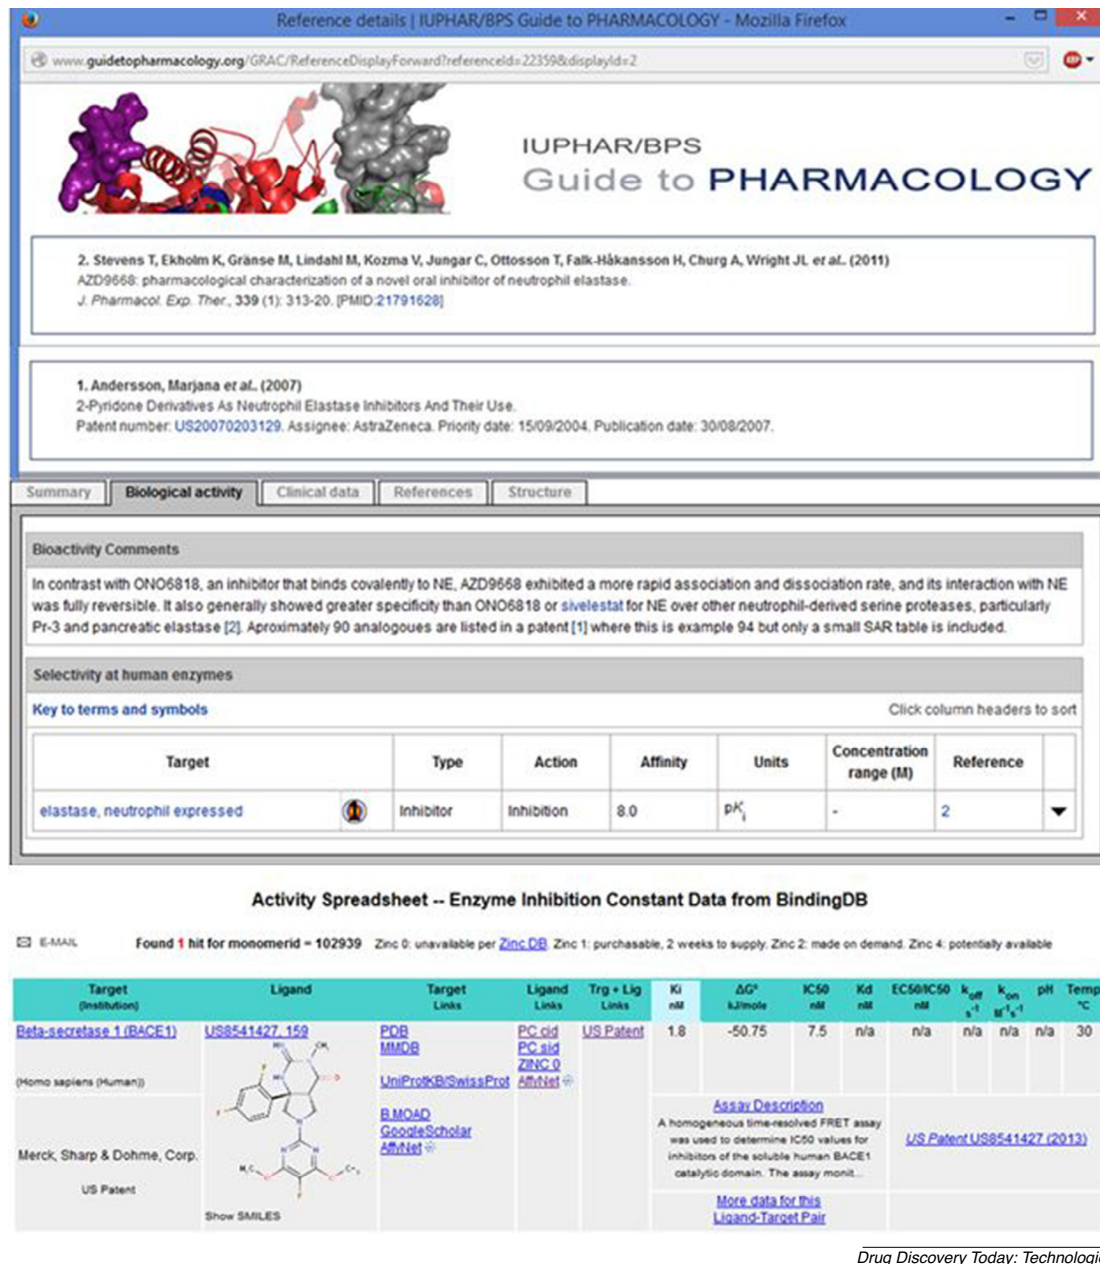 Reference details | IUPHAR/BPS Guide to PHARMACOLOGY - Mozilla Firefox
www.guidetopharmacology.org/GRAC/ReferenceDisplayForward?referenceId=22359&displayId=2
IUPHAR/BPS
Guide to PHARMACOLOGY
2. Stevens T, Ekholm K, Gränse M, Lindahl M, Kozma V, Jungar C, Ottosson T, Falk-Håkansson H, Churg A, Wright JL et al.. (2011)
AZD9668: pharmacological characterization of a novel oral inhibitor of neutrophil elastase.
J. Pharmacol. Exp. Ther., 339 (1): 313-20. [PMID:21791628]
1. Andersson, Marjana et al.. (2007)
2-Pyridone Derivatives As Neutrophil Elastase Inhibitors And Their Use.
Patent number: US20070203129. Assignee: AstraZeneca. Priority date: 15/09/2004. Publication date: 30/08/2007.
Summary Biological activity Clinical data References Structure
Bioactivity Comments
In contrast with ONO6818, an inhibitor that binds covalently to NE, AZD9668 exhibited a more rapid association and dissociation rate, and its interaction with NE
was fully reversible. It also generally showed greater specificity than ONO6818 or sivelestat for NE over other neutrophil-derived serine proteases, particularly
Pr-3 and pancreatic elastase [2]. Aproximately 90 analogoues are listed in a patent [1] where this is example 94 but only a small SAR table is included.
Selectivity at human enzymes
Key to terms and symbols Click column headers to sort
Target Type Action Affinity Units Concentration range (M) Reference
elastase, neutrophil expressed Inhibitor Inhibition 8.0 pKi - 2
Activity Spreadsheet -- Enzyme Inhibition Constant Data from BindingDB
E-MAIL Found 1 hit for monomerid = 102939 Zinc 0: unavailable per Zinc DB. Zinc 1: purchasable, 2 weeks to supply. Zinc 2: made on demand. Zinc 4: potentially available
Target Ligand Target Ligand Trg + Lig Ki ΔG° IC50 Kd EC50/IC50 koff kon pH Temp
(Institution) Links Links Links nM kJ/mole nM nM nM s-1 M-1s-1 °C
Beta-secretase 1 (BACE1) US8541427, 159 PDB PC cid US Patent 1.8 -50.75 7.5 n/a n/a n/a n/a n/a 30
MMDB PC sid
ZINC 0
(Homo sapiens (Human)) UniProtKB/SwissProt AffyNet
B.MOAD
GoogleScholar
AffyNet
Assay Description
A homogeneous time-resolved FRET assay
was used to determine IC50 values for
inhibitors of the soluble human BACE1
catalytic domain. The assay monit...
US Patent US8541427 (2013)
Merck, Sharp & Dohme, Corp.
US Patent
Show SMILES
More data for this
Ligand-Target Pair
Drug Discovery Today: Technologie